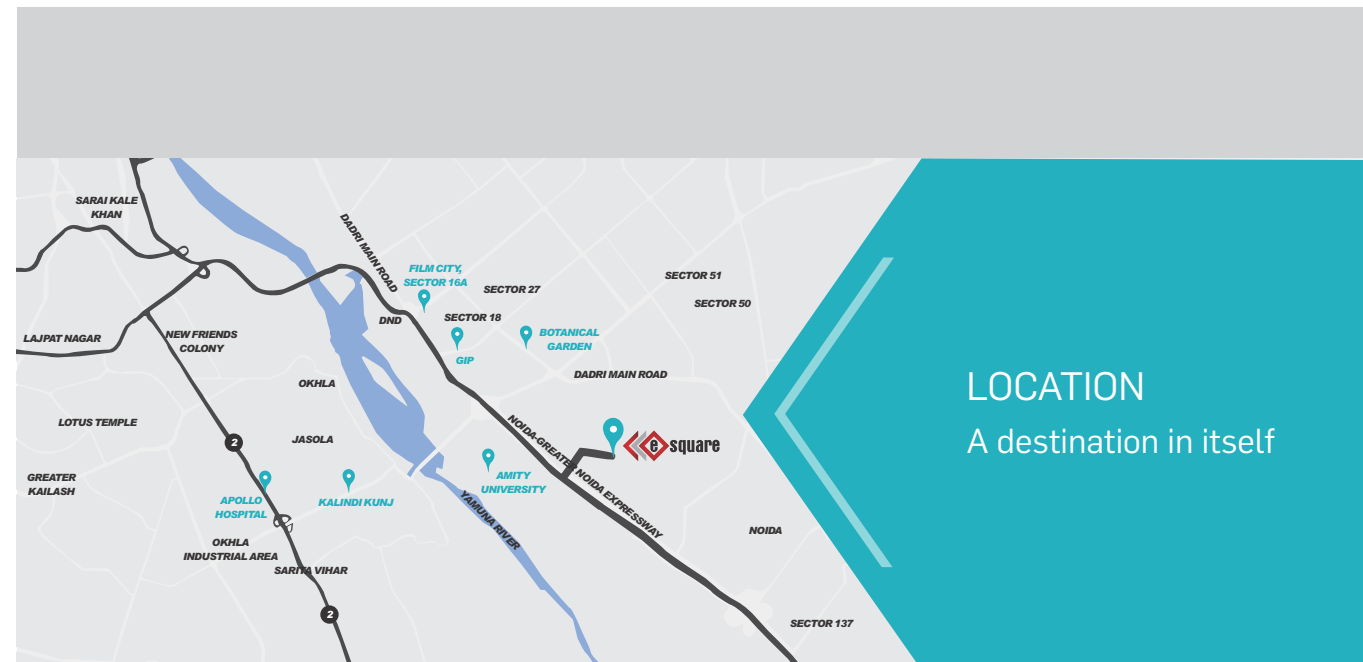 SARAI KALE
KHAN
DADRI MAIN ROAD
FILM CITY,
SECTOR 16A
SECTOR 27
SECTOR 51
SECTOR 50
SECTOR 18
DND
LAJPAT NAGAR
NEW FRIENDS
COLONY
GIP
BOTANICAL
GARDEN
DADRI MAIN ROAD
OKHLA
LOTUS TEMPLE
JASOLA
2
NOIDA-GREATER NOIDA EXPRESSWAY
e square
GREATER
KAILASH
APOLLO
HOSPITAL
KALINDI KUNJ
AMITY
UNIVERSITY
YAMUNA RIVER
NOIDA
OKHLA
INDUSTRIAL AREA
SARITA VIHAR
2
SECTOR 137
LOCATION
A destination in itself